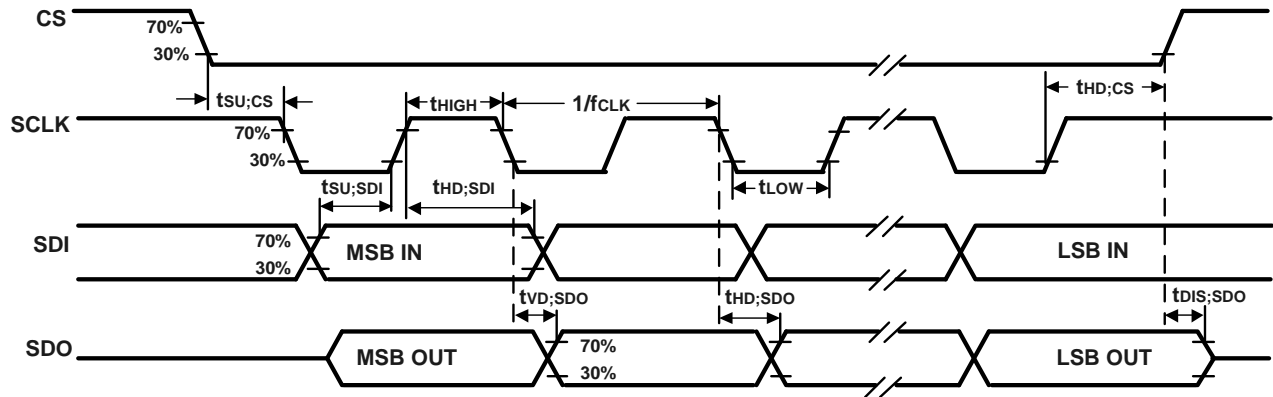 CS
70%
30%
tSU;CS
tHIGH
1/fCLK
tHD;CS
SCLK
70%
30%
tSU;SDI
tHD;SDI
tLOW
SDI
70%
30%
MSB IN
LSB IN
tVD;SDO
tHD;SDO
tDIS;SDO
SDO
MSB OUT
70%
30%
LSB OUT